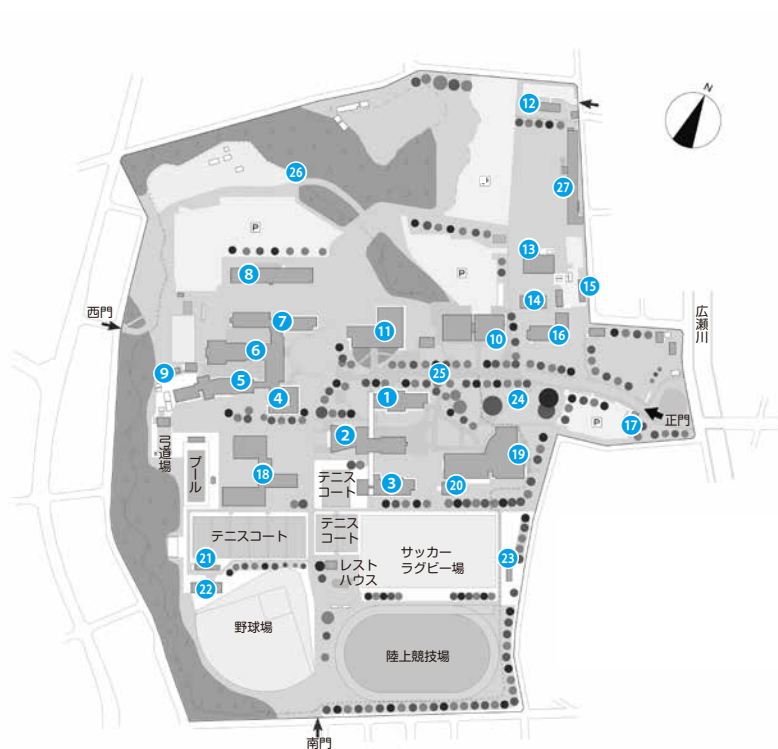 N
12
26
27
P
P
13
P
8
15
14
広瀬川
西門
7
11
16
10
6
9
25
5
1
24
4
正門
P
17
2
弓道場
プール
18
19
3
20
テニス
コート
テニスコート
テニス
コート
サッカー
ラグビー場
23
21
レスト
ハウス
22
野球場
陸上競技場
南門